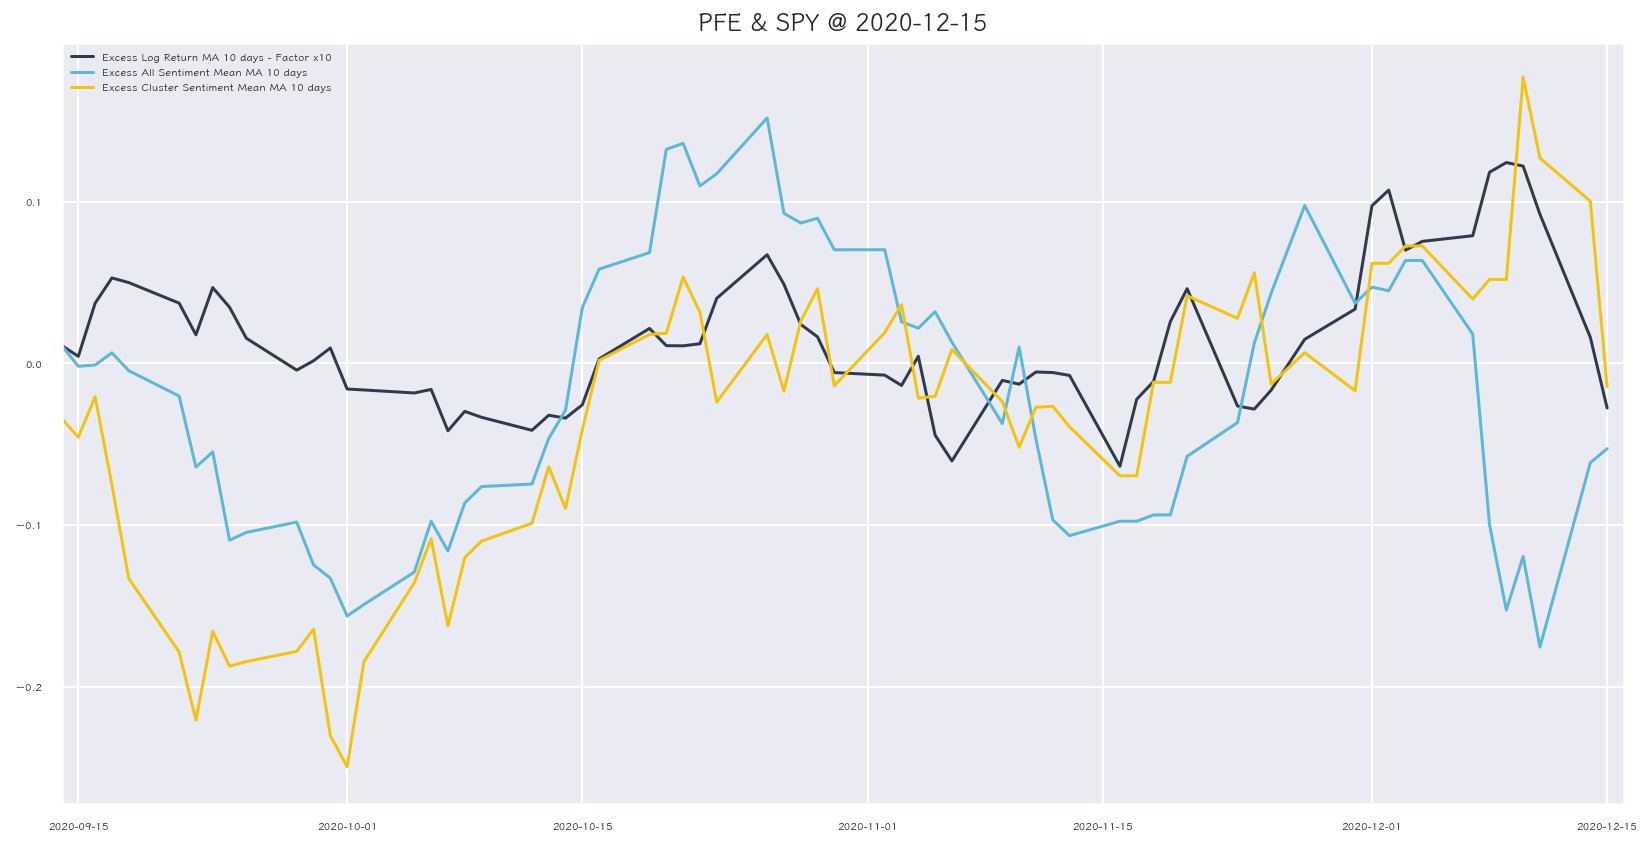 PFE & SPY @ 2020-12-15
Excess Log Return MA 10 days - Factor x10
Excess All Sentiment Mean MA 10 days
Excess Cluster Sentiment Mean MA 10 days
0.1
0.0
−0.1
−0.2
2020-09-15 2020-10-01 2020-10-15 2020-11-01 2020-11-15 2020-12-01 2020-12-15